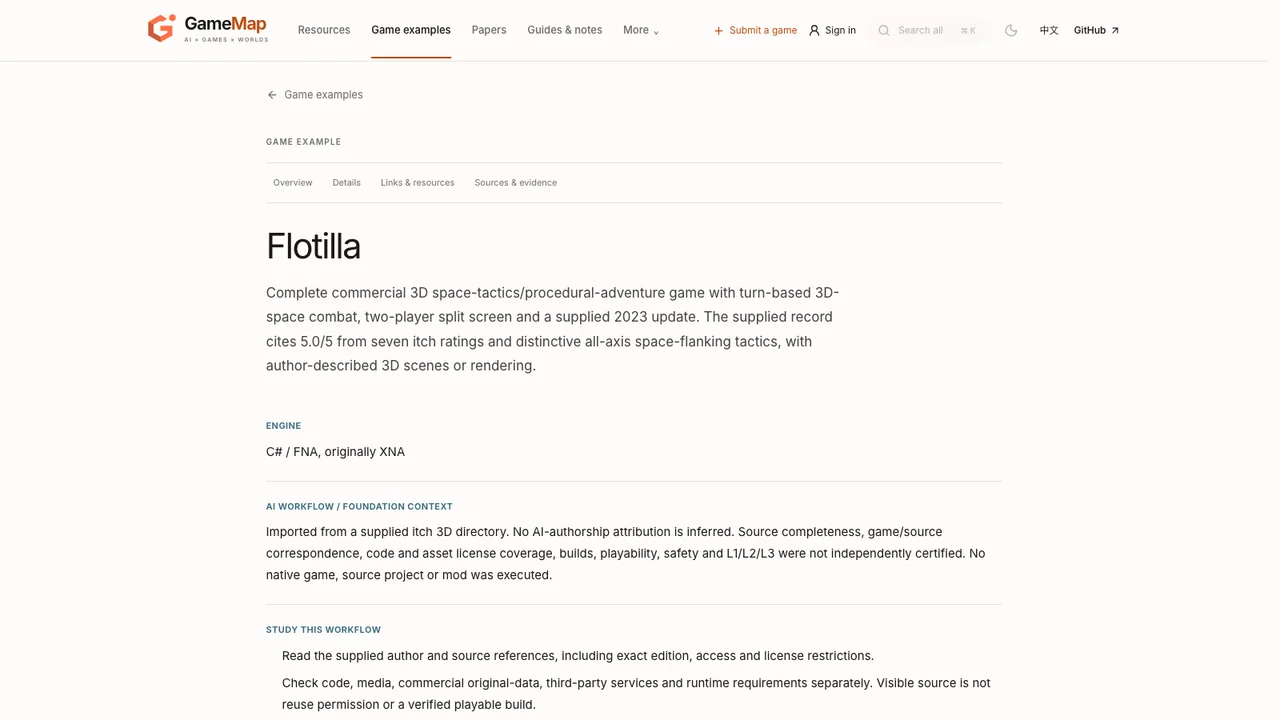 GameMap
AI × GAMES × WORLDS
Resources
Game examples
Papers
Guides & notes
More
+ Submit a game
Sign in
Search all
⌘ K
中文
GitHub ↗
← Game examples
GAME EXAMPLE
Overview
Details
Links & resources
Sources & evidence
Flotilla
Complete commercial 3D space-tactics/procedural-adventure game with turn-based 3D-
space combat, two-player split screen and a supplied 2023 update. The supplied record
cites 5.0/5 from seven itch ratings and distinctive all-axis space-flanking tactics, with
author-described 3D scenes or rendering.
ENGINE
C# / FNA, originally XNA
AI WORKFLOW / FOUNDATION CONTEXT
Imported from a supplied itch 3D directory. No AI-authorship attribution is inferred. Source completeness, game/source
correspondence, code and asset license coverage, builds, playability, safety and L1/L2/L3 were not independently certified. No
native game, source project or mod was executed.
STUDY THIS WORKFLOW
Read the supplied author and source references, including exact edition, access and license restrictions.
Check code, media, commercial original-data, third-party services and runtime requirements separately. Visible source is not
reuse permission or a verified playable build.